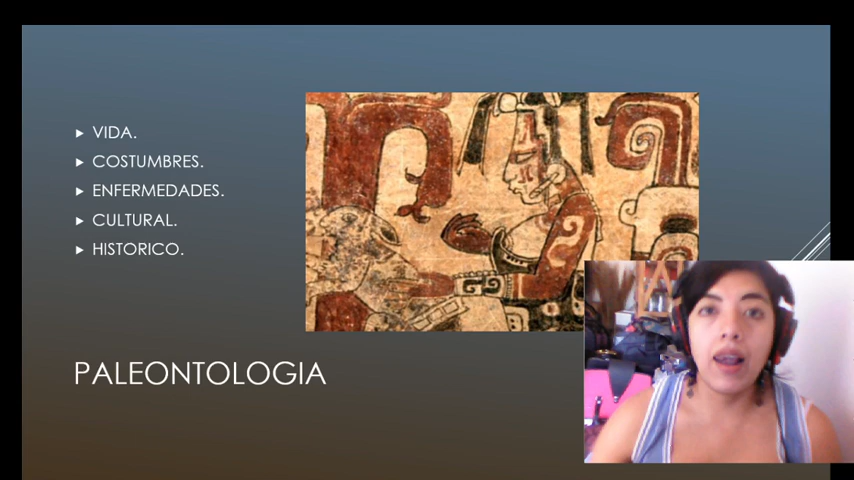 VIDA.
COSTUMBRES.
ENFERMEDADES.
CULTURAL.
HISTORICO.
PALEONTOLOGIA